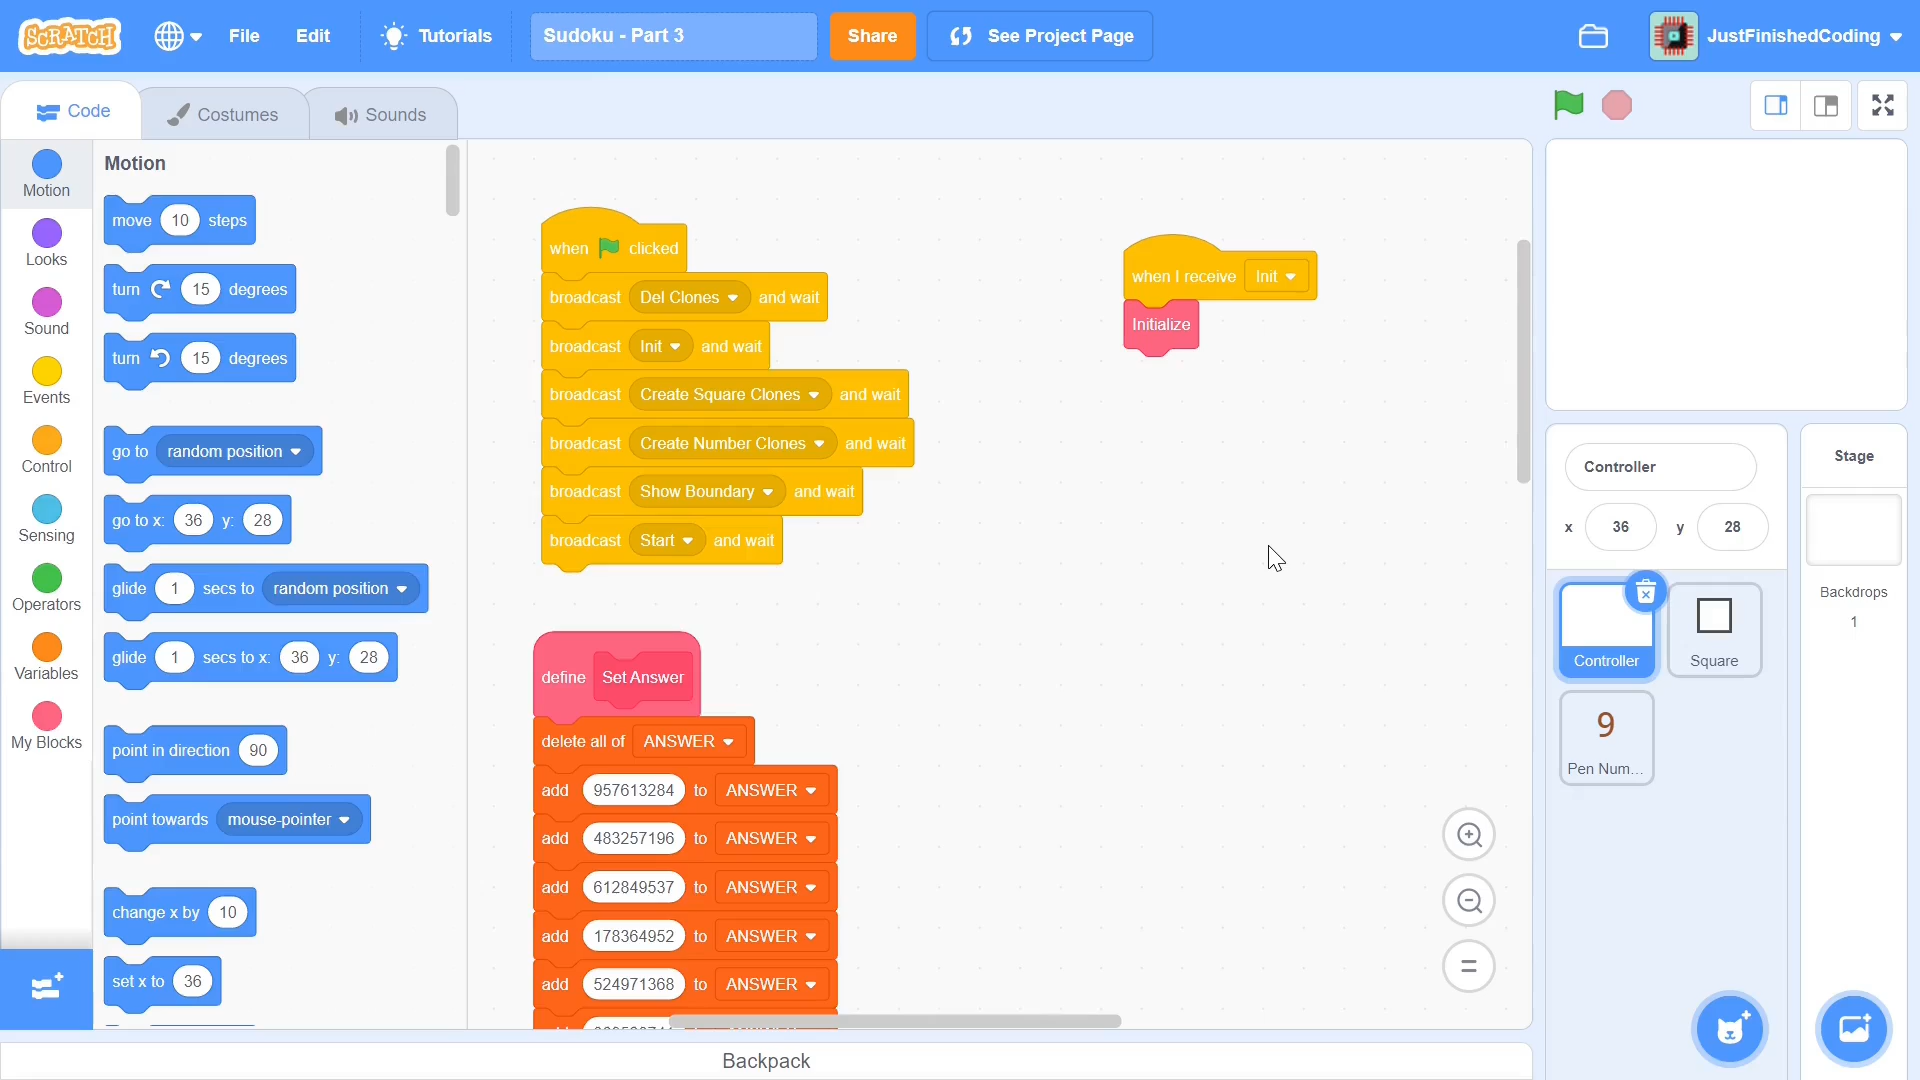 SCRATCH
File
Edit
Tutorials
Sudoku - Part 3
Share
See Project Page
JustFinishedCoding
Code
Costumes
Sounds
Motion
Looks
Sound
Events
Control
Sensing
Operators
Variables
My Blocks
Motion
move 10 steps
turn 15 degrees
turn 15 degrees
go to random position
go to x: 36 y: 28
glide 1 secs to random position
glide 1 secs to x: 36 y: 28
point in direction 90
point towards mouse-pointer
change x by 10
set x to 36
when clicked
broadcast Del Clones and wait
broadcast Init and wait
broadcast Create Square Clones and wait
broadcast Create Number Clones and wait
broadcast Show Boundary and wait
broadcast Start and wait
define Set Answer
delete all of ANSWER
add 957613284 to ANSWER
add 483257196 to ANSWER
add 612849537 to ANSWER
add 178364952 to ANSWER
add 524971368 to ANSWER
when I receive Init
Initialize
Backpack
Controller
x 36 y 28
Controller
Square
9
Pen Num...
Stage
Backdrops
1